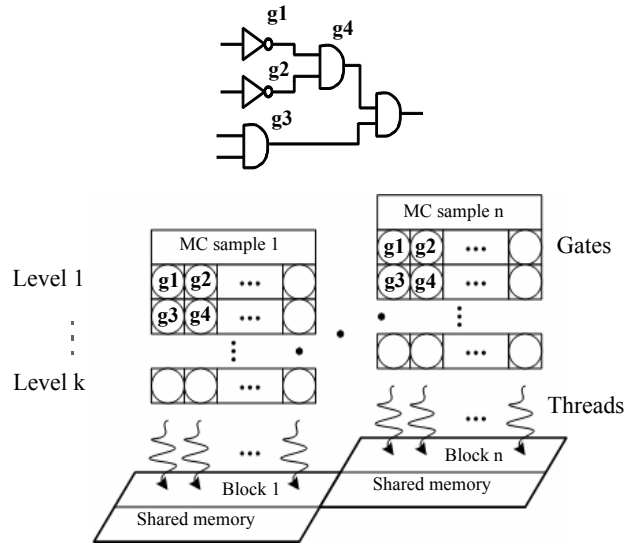 g1
g4
g2
g3
MC sample n
g1 g2 ... Gates
g3 g4 ...
MC sample 1
Level 1 g1 g2 ...
g3 g4 ...
Level k ...
...
Threads
...
...
Block n
Shared memory
Block 1
Shared memory